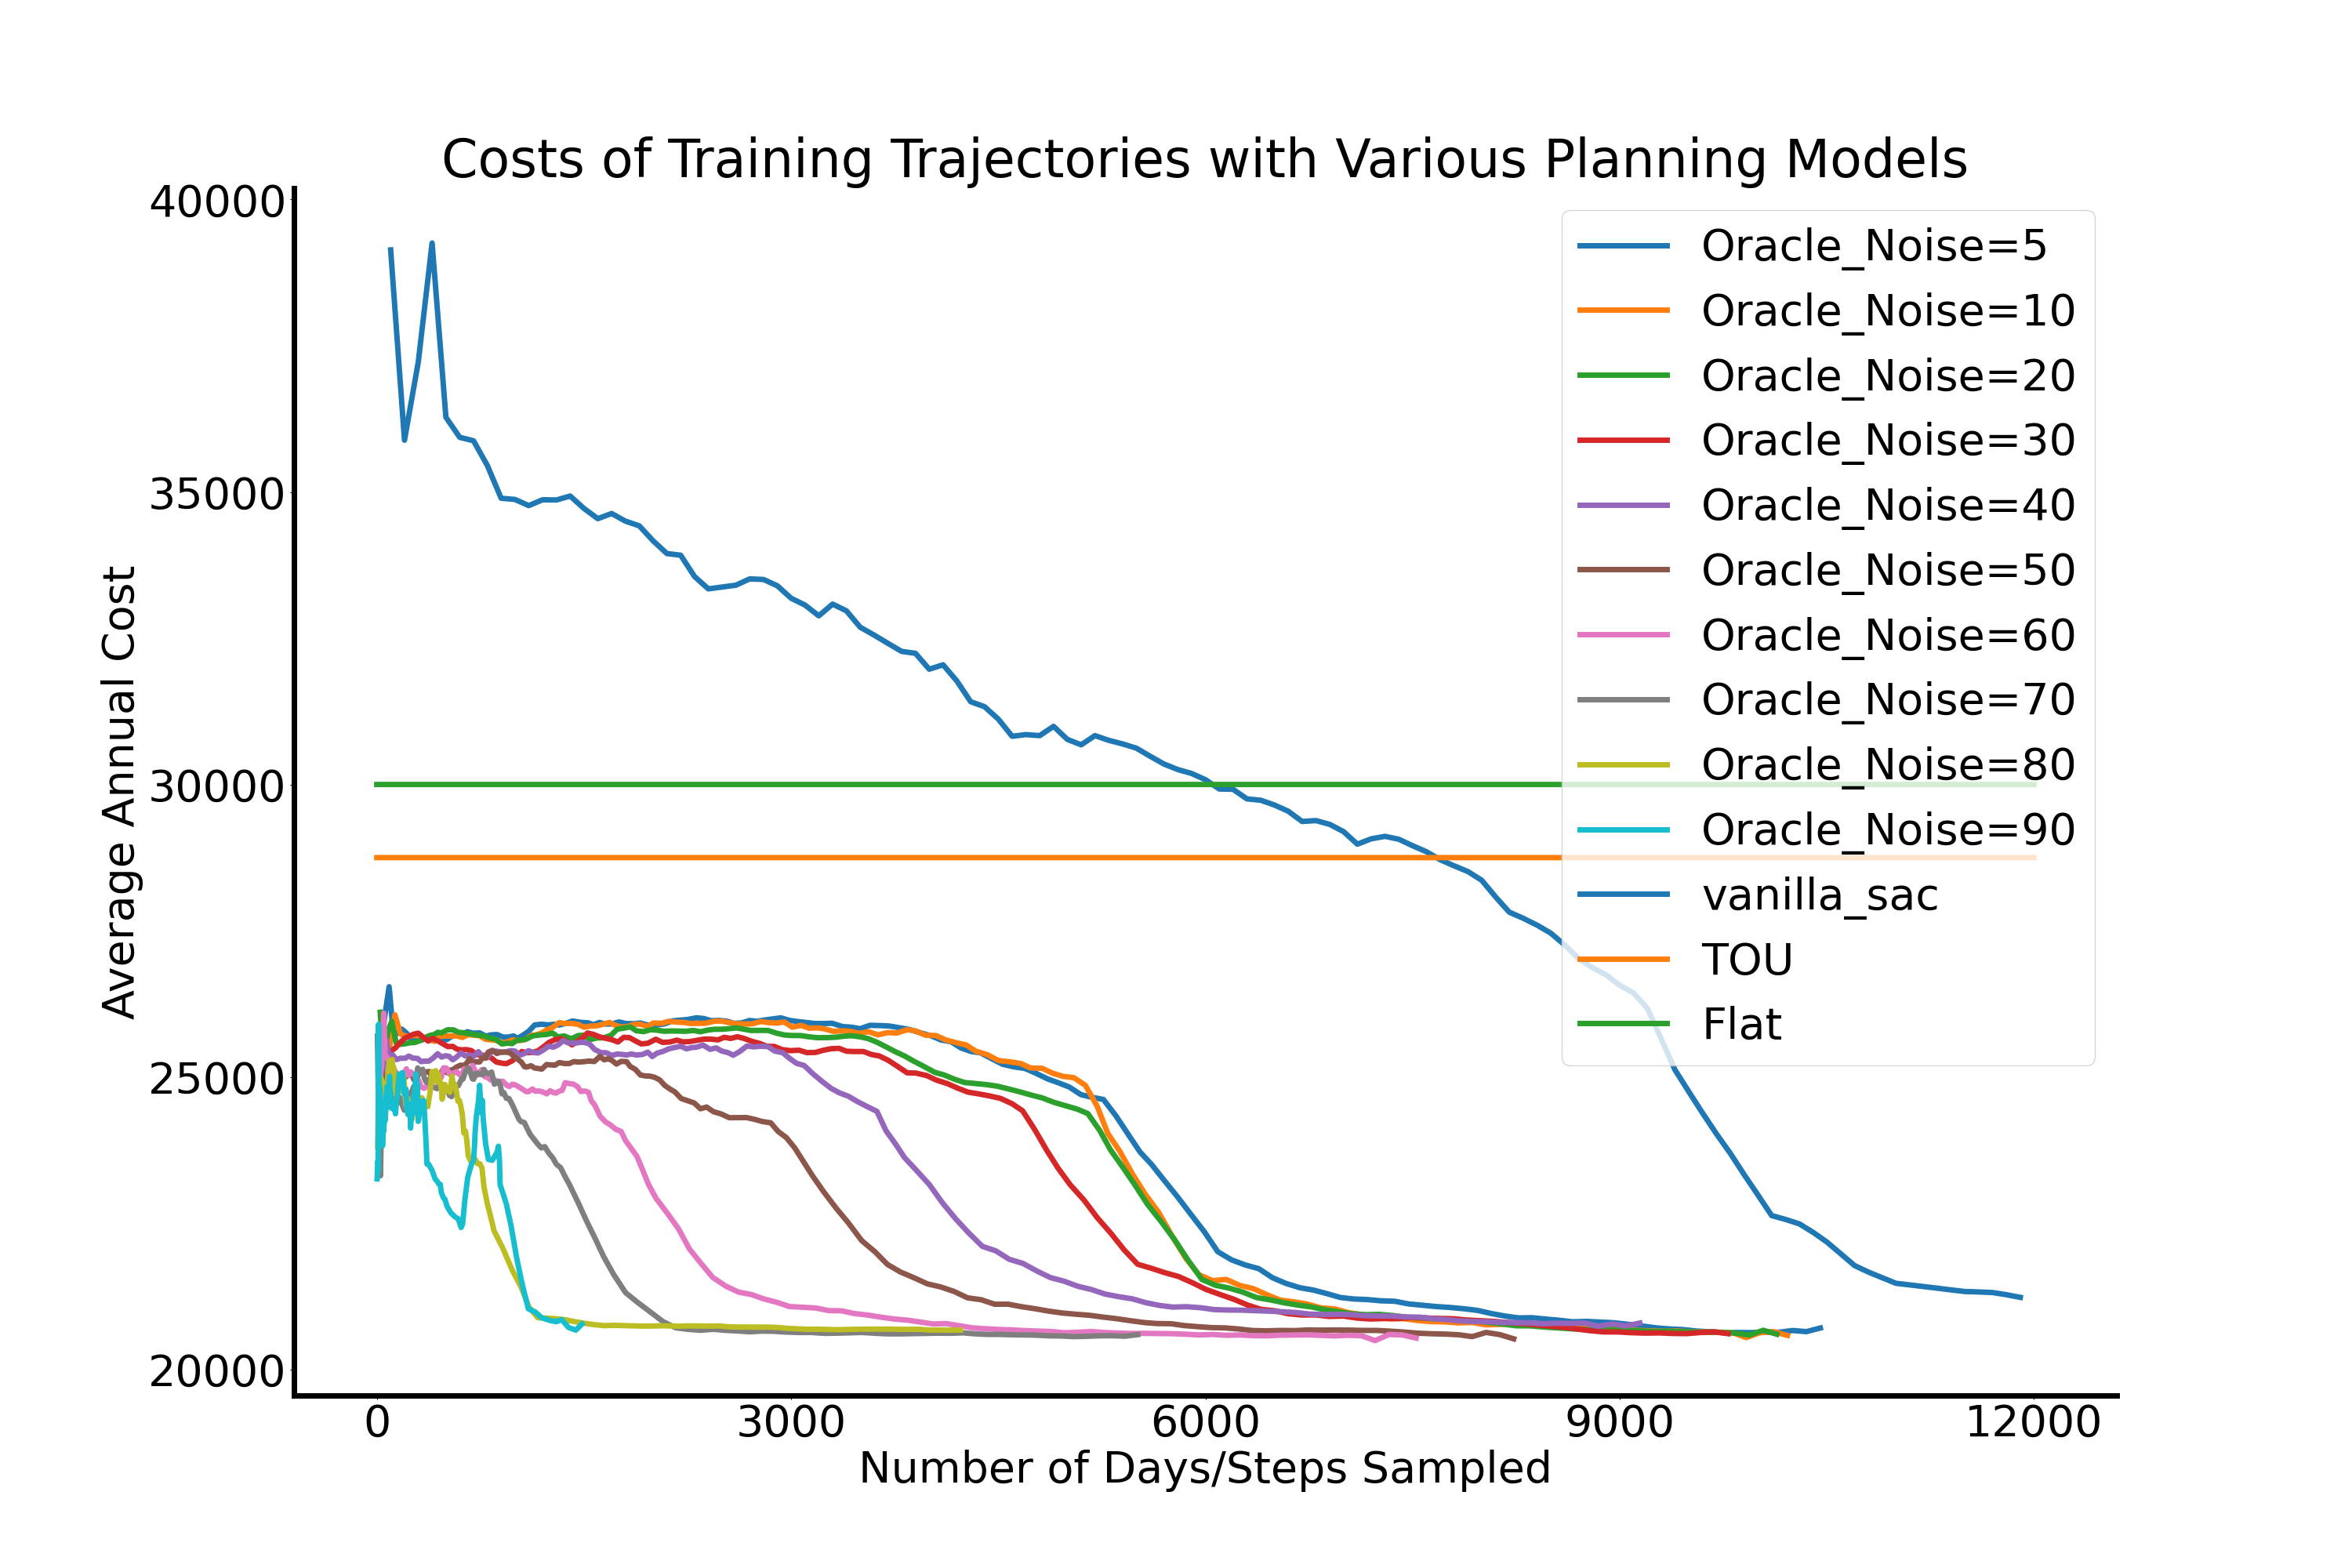 Costs of Training Trajectories with Various Planning Models
40000
35000
30000
25000
20000
Average Annual Cost
0 3000 6000 9000 12000
Number of Days/Steps Sampled
Oracle_Noise=5
Oracle_Noise=10
Oracle_Noise=20
Oracle_Noise=30
Oracle_Noise=40
Oracle_Noise=50
Oracle_Noise=60
Oracle_Noise=70
Oracle_Noise=80
Oracle_Noise=90
vanilla_sac
TOU
Flat